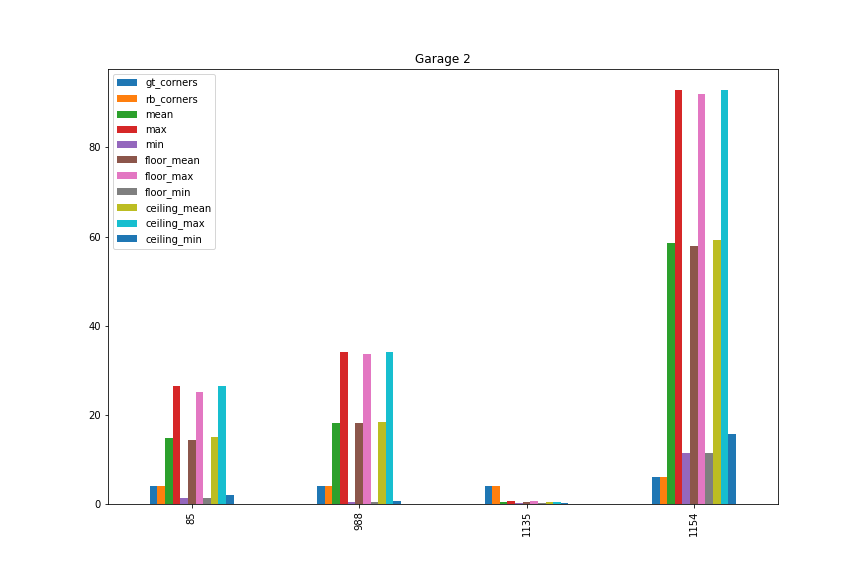 Garage 2
gt_corners
rb_corners
mean
max
min
floor_mean
floor_max
floor_min
ceiling_mean
ceiling_max
ceiling_min
80
60
40
20
0
85
988
1135
1154